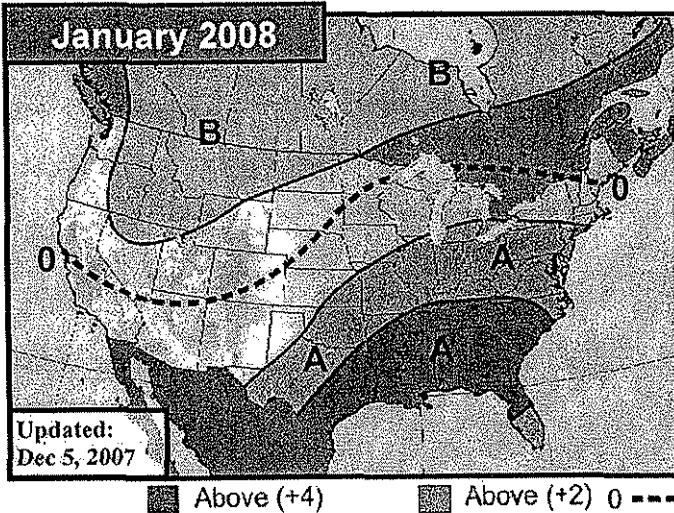 January 2008
B
B
0
0
A
A
A
Updated:
Dec 5, 2007
Above (+4) Above (+2) 0